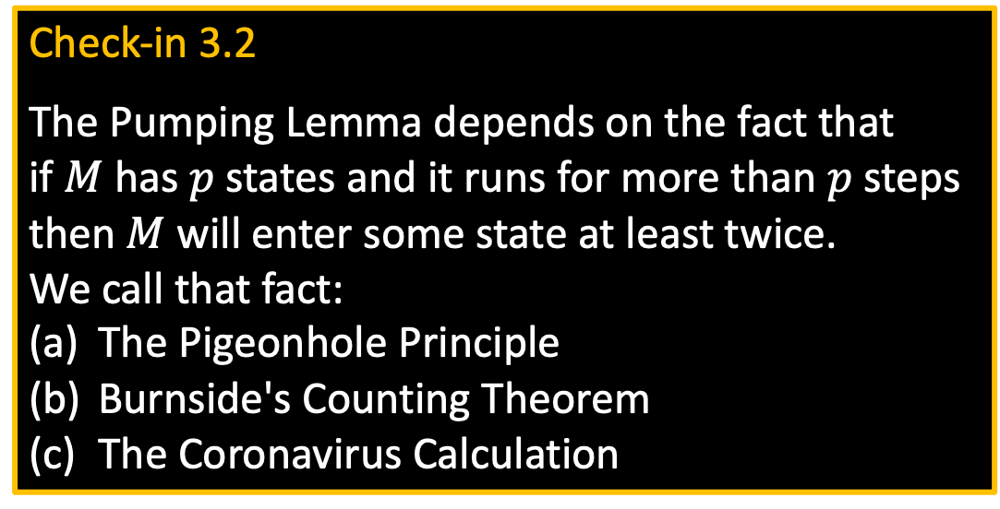 Check-in 3.2
The Pumping Lemma depends on the fact that
if M has p states and it runs for more than p steps
then M will enter some state at least twice.
We call that fact:
(a) The Pigeonhole Principle
(b) Burnside's Counting Theorem
(c) The Coronavirus Calculation